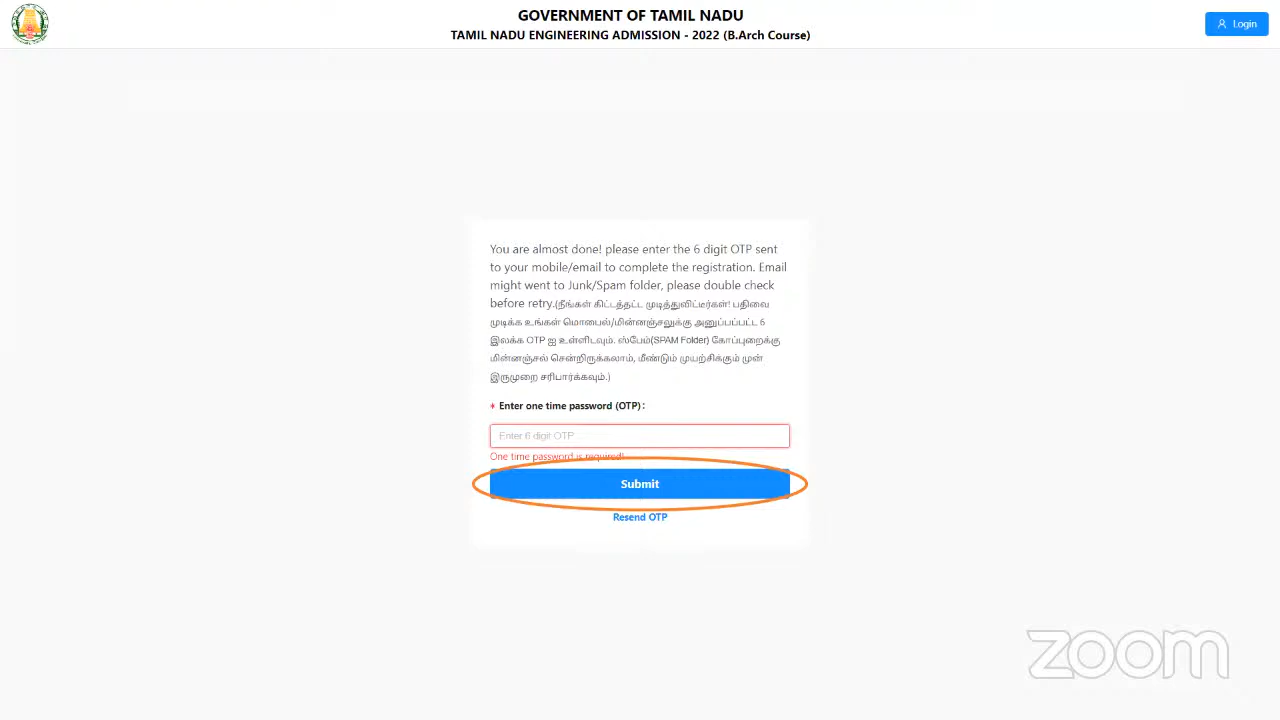 GOVERNMENT OF TAMIL NADU
TAMIL NADU ENGINEERING ADMISSION - 2022 (B.Arch Course)
Login
You are almost done! please enter the 6 digit OTP sent
to your mobile/email to complete the registration. Email
might went to Junk/Spam folder, please double check
before retry.(நீங்கள் கிட்டத்தட்ட முடித்துவிட்டீர்கள்! பதிவை
முடிக்க உங்கள் மொபைல்/மின்னஞ்சலுக்கு அனுப்பப்பட்ட 6
இலக்க OTP ஐ உள்ளிடவும். ஸ்பேம்(SPAM Folder) கோப்புறைக்கு
மின்னஞ்சல் சென்றிருக்கலாம், மீண்டும் முயற்சிக்கும் முன்
இருமுறை சரிபார்க்கவும்.)
* Enter one time password (OTP):
Enter 6 digit OTP
One time password is required!
Submit
Resend OTP
zoom